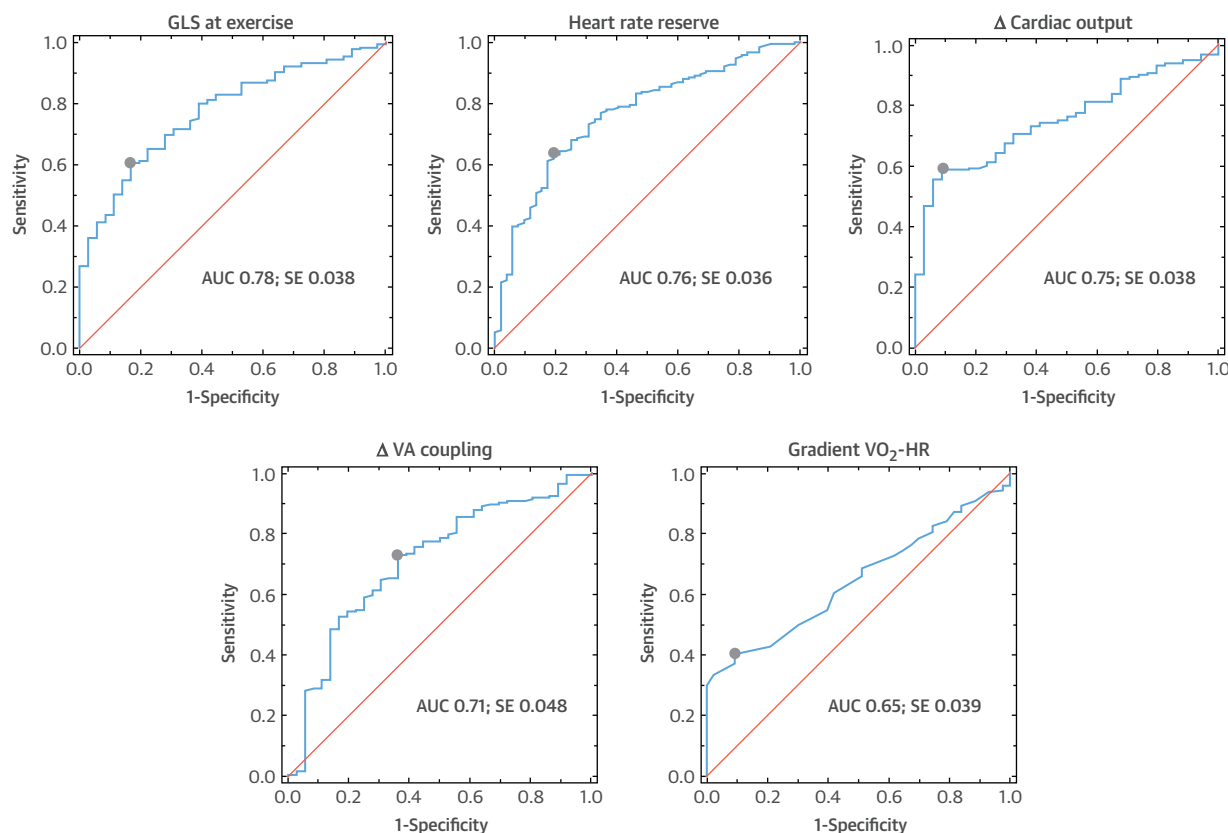 GLS at exercise
1.0
0.8
0.6
0.4
0.2
0.0
Sensitivity
AUC 0.78; SE 0.038
0.0 0.2 0.4 0.6 0.8 1.0
1-Specificity
Heart rate reserve
1.0
0.8
0.6
0.4
0.2
0.0
Sensitivity
AUC 0.76; SE 0.036
0.0 0.2 0.4 0.6 0.8 1.0
1-Specificity
Δ Cardiac output
1.0
0.8
0.6
0.4
0.2
0.0
Sensitivity
AUC 0.75; SE 0.038
0.0 0.2 0.4 0.6 0.8 1.0
1-Specificity
Δ VA coupling
1.0
0.8
0.6
0.4
0.2
0.0
Sensitivity
AUC 0.71; SE 0.048
0.0 0.2 0.4 0.6 0.8 1.0
1-Specificity
Gradient VO₂-HR
1.0
0.8
0.6
0.4
0.2
0.0
Sensitivity
AUC 0.65; SE 0.039
0.0 0.2 0.4 0.6 0.8 1.0
1-Specificity